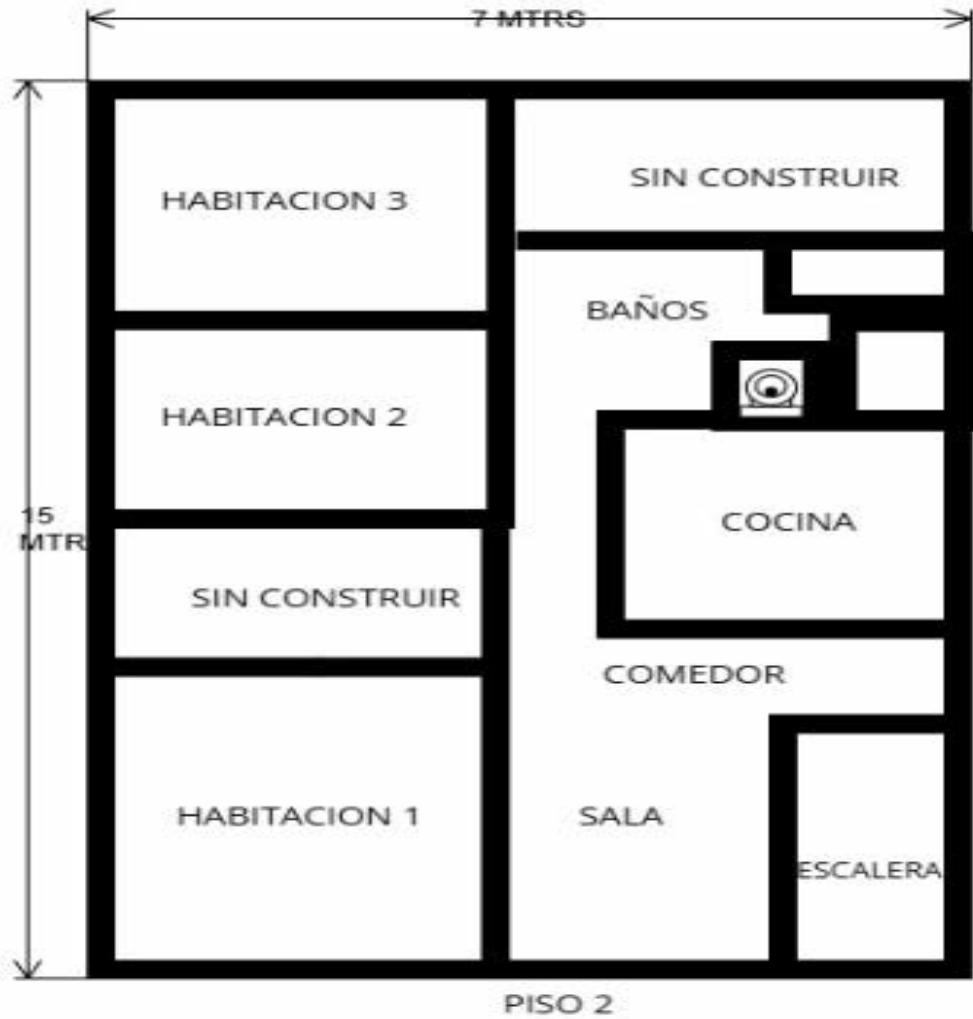 7 MTRS
SIN CONSTRUIR
HABITACION 3
BAÑOS
HABITACION 2
15
MTR
COCINA
SIN CONSTRUIR
COMEDOR
HABITACION 1
SALA
ESCALERA
PISO 2